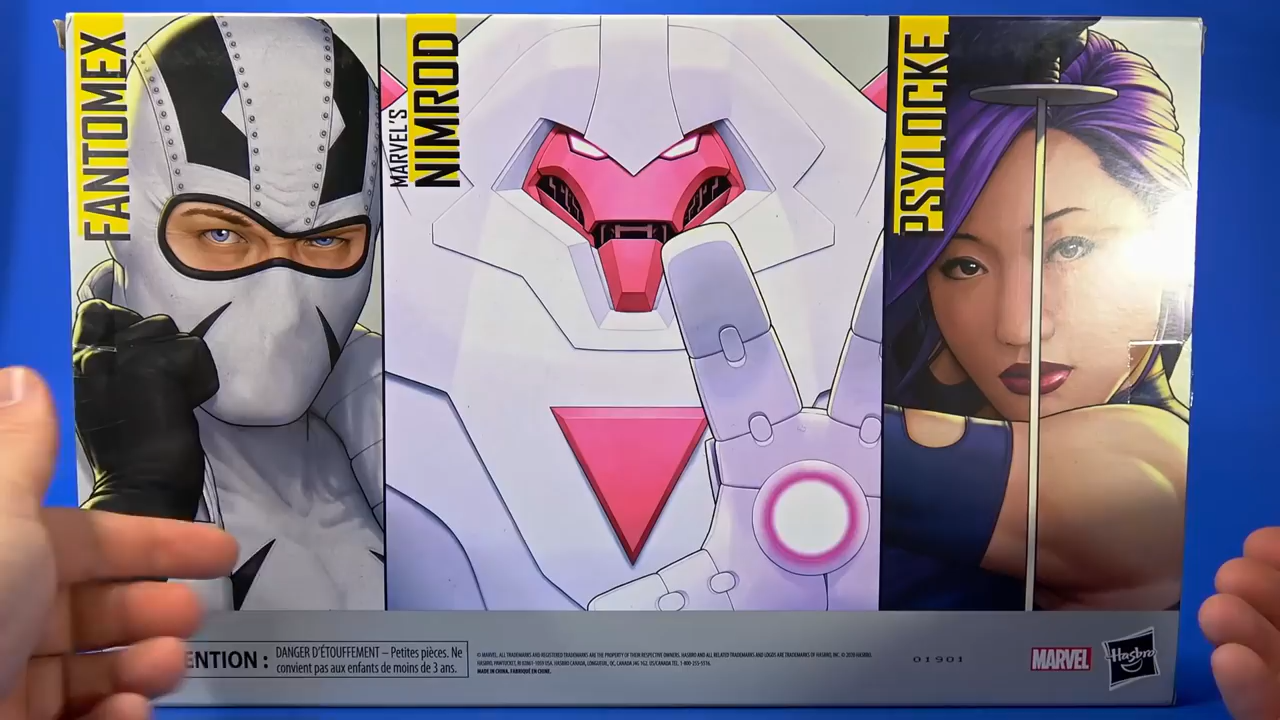 FANTOMEX
MARVEL'S
NIMROD
PSYLOCKE
ENTION :
DANGER D'ÉTOUFFEMENT – Petites pièces. Ne
convient pas aux enfants de moins de 3 ans.
MADE IN CHINA. FABRIQUÉ EN CHINE.
01901
MARVEL
Hasbro